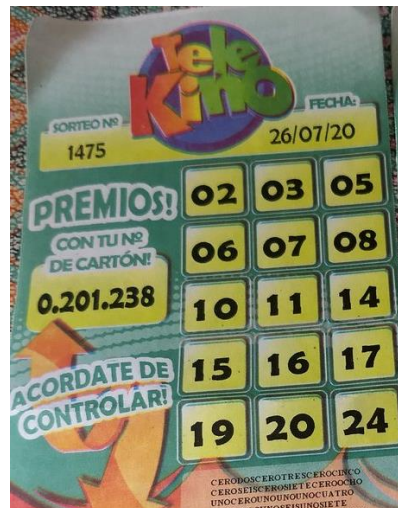 Tele
Kino
SORTEO Nº
1475
FECHA:
26/07/20
PREMIOS!
CON TU Nº
DE CARTÓN!
0.201.238
ACORDATE DE
CONTROLAR!
02 03 05
06 07 08
10 11 14
15 16 17
19 20 24
CERODOSCEROTRESCEROCINCO
CEROSEISCEROSIETECEROOCHO
UNOCEROUNOUNOUNOCUATRO
UNOSEISUNOSIETE